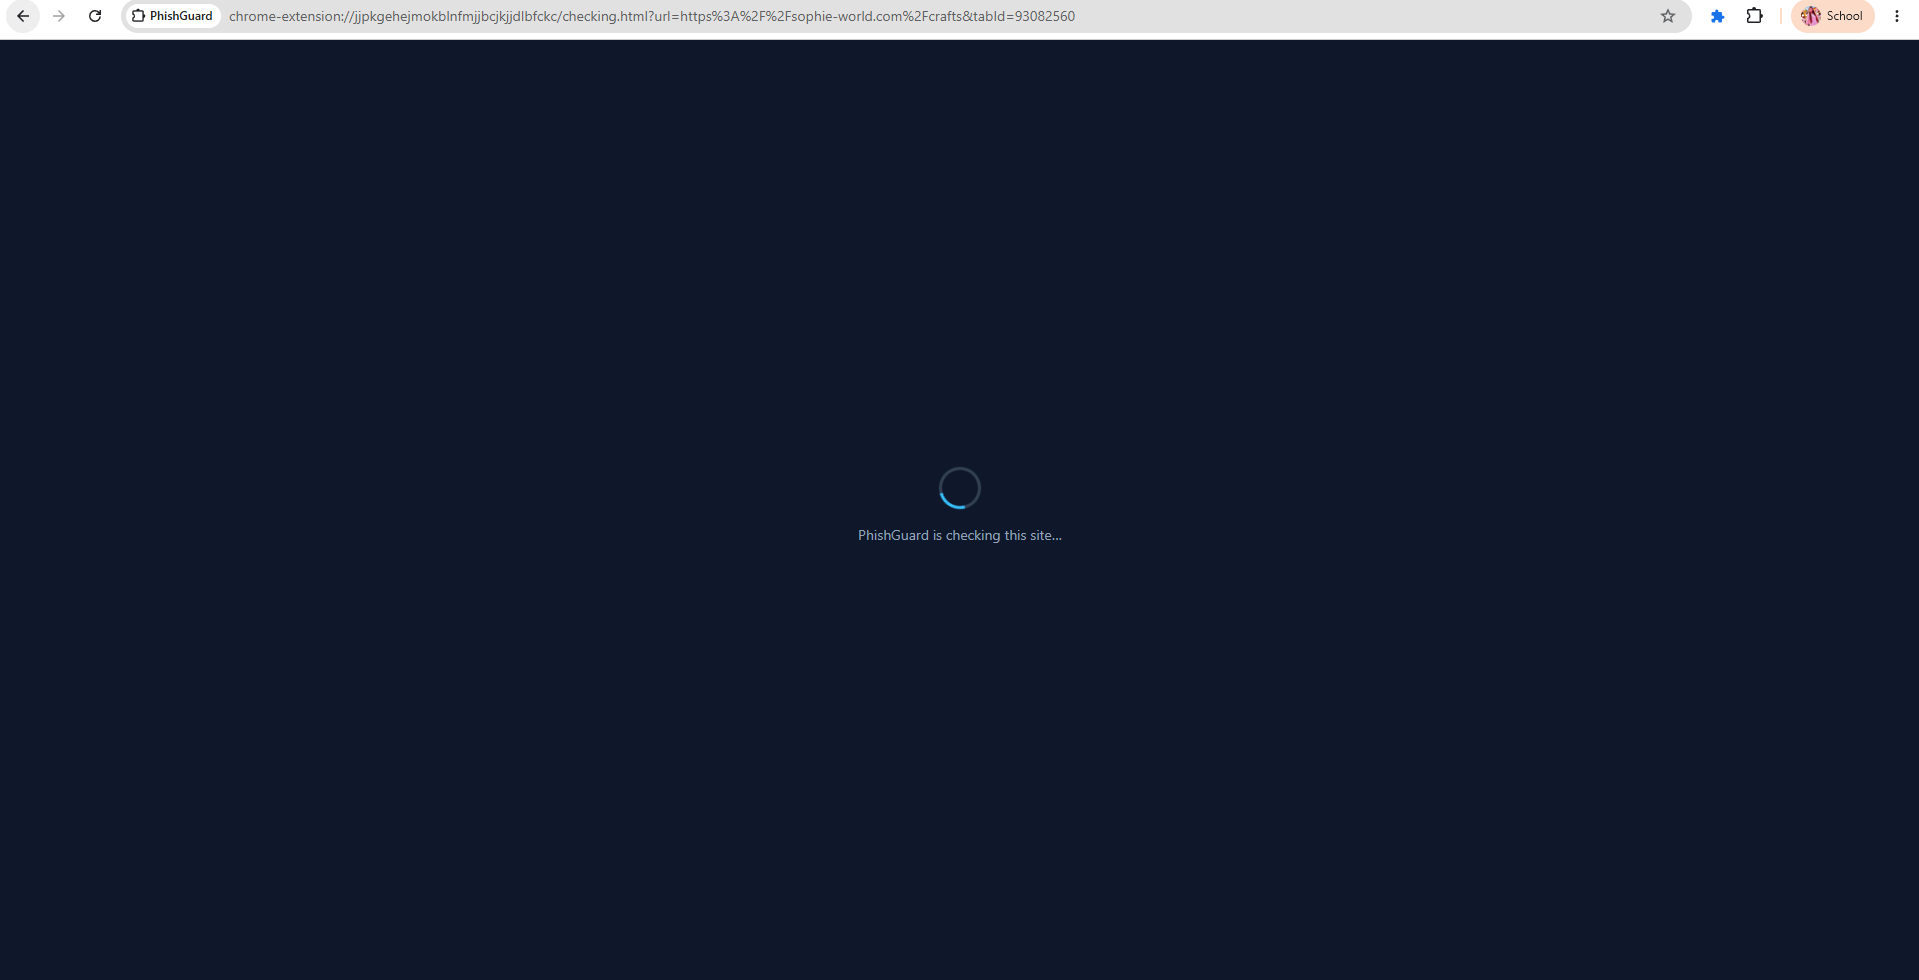 PhishGuard
chrome-extension://jjpkgehejmokblnfmjjbcjkjjdlbfckc/checking.html?url=https%3A%2F%2Fsophie-world.com%2Fcrafts&tabId=93082560
School
PhishGuard is checking this site...